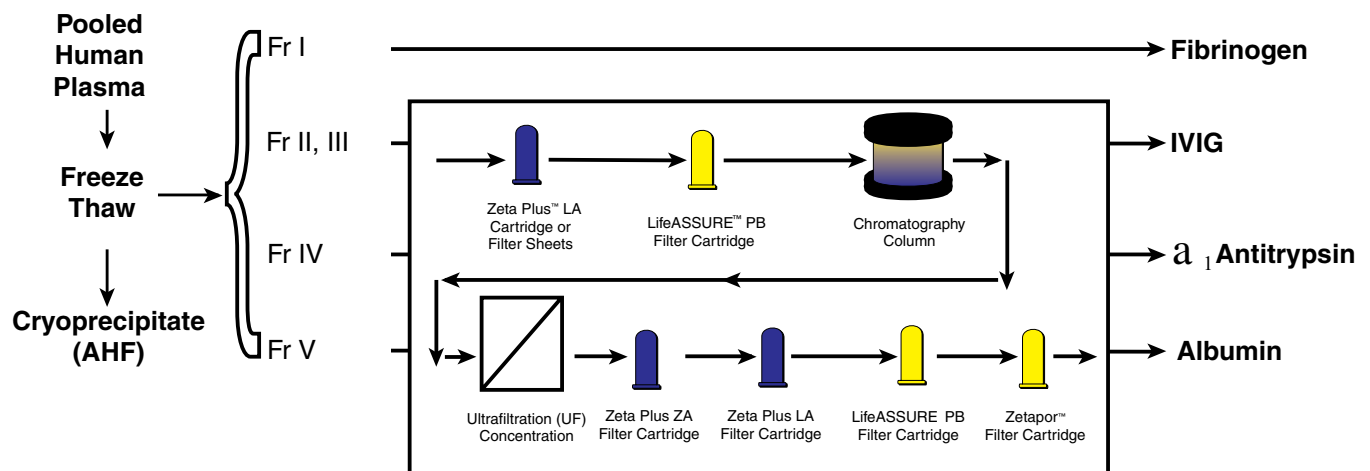 Pooled
Human
Plasma
Freeze
Thaw
Cryoprecipitate
(AHF)
Fr I
Fibrinogen
Fr II, III
IVIG
Zeta Plus™ LA
Cartridge or
Filter Sheets
LifeASSURE™ PB
Filter Cartridge
Chromatography
Column
Fr IV
a 1 Antitrypsin
Fr V
Albumin
Ultrafiltration (UF)
Concentration
Zeta Plus ZA
Filter Cartridge
Zeta Plus LA
Filter Cartridge
LifeASSURE PB
Filter Cartridge
Zetapor™
Filter Cartridge